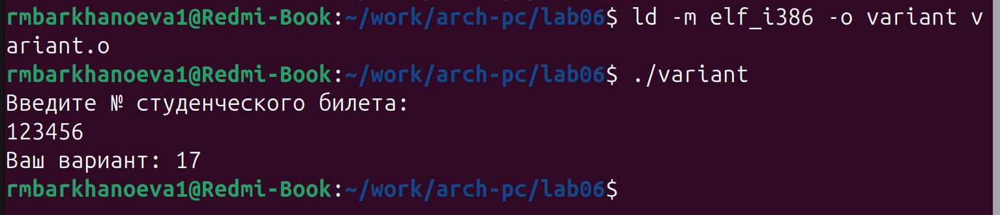 rmbarkhanoeva1@Redmi-Book:~/work/arch-pc/lab06$ ld -m elf_i386 -o variant v
ariant.o
rmbarkhanoeva1@Redmi-Book:~/work/arch-pc/lab06$ ./variant
Введите № студенческого билета:
123456
Ваш вариант: 17
rmbarkhanoeva1@Redmi-Book:~/work/arch-pc/lab06$